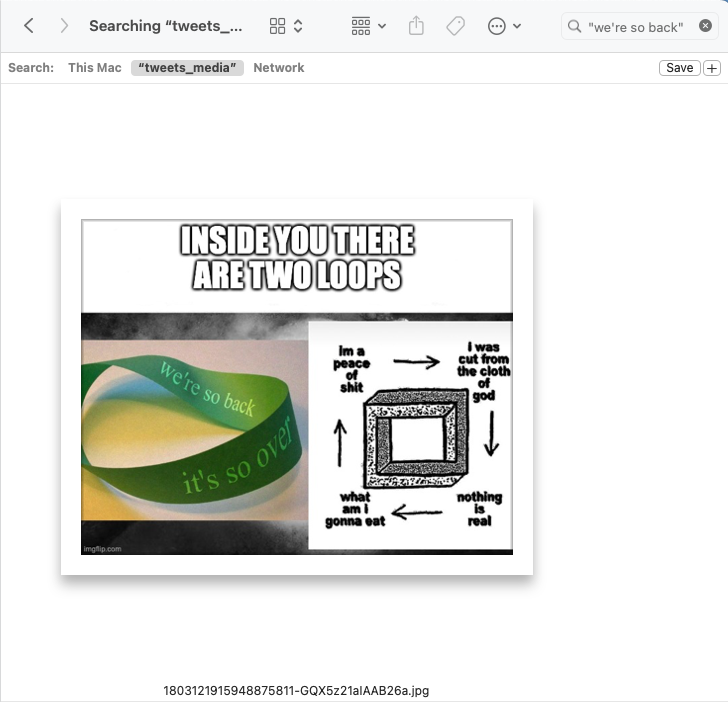 Searching “tweets_...
"we're so back"
Search: This Mac “tweets_media” Network
Save
INSIDE YOU THERE
ARE TWO LOOPS
we're so back
it's so over
im a
peace
of
shit
I was
cut from
the cloth
of
god
nothing
is
real
what
am I
gonna eat
imgflip.com
1803121915948875811-GQX5z21alAAB26a.jpg